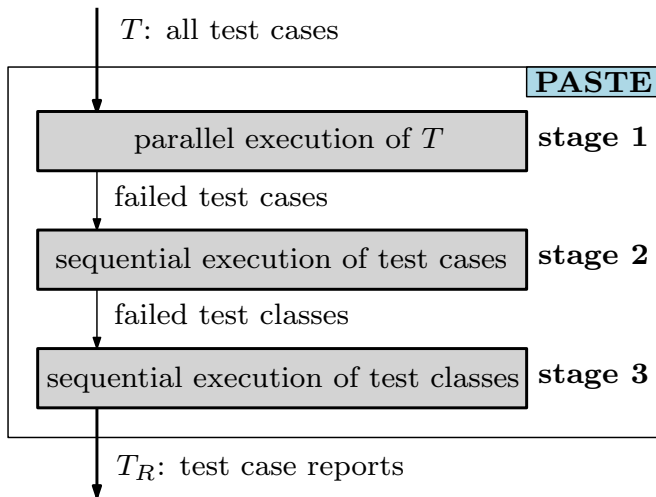 T: all test cases
PASTE
parallel execution of T
stage 1
failed test cases
sequential execution of test cases
stage 2
failed test classes
sequential execution of test classes
stage 3
T_R: test case reports